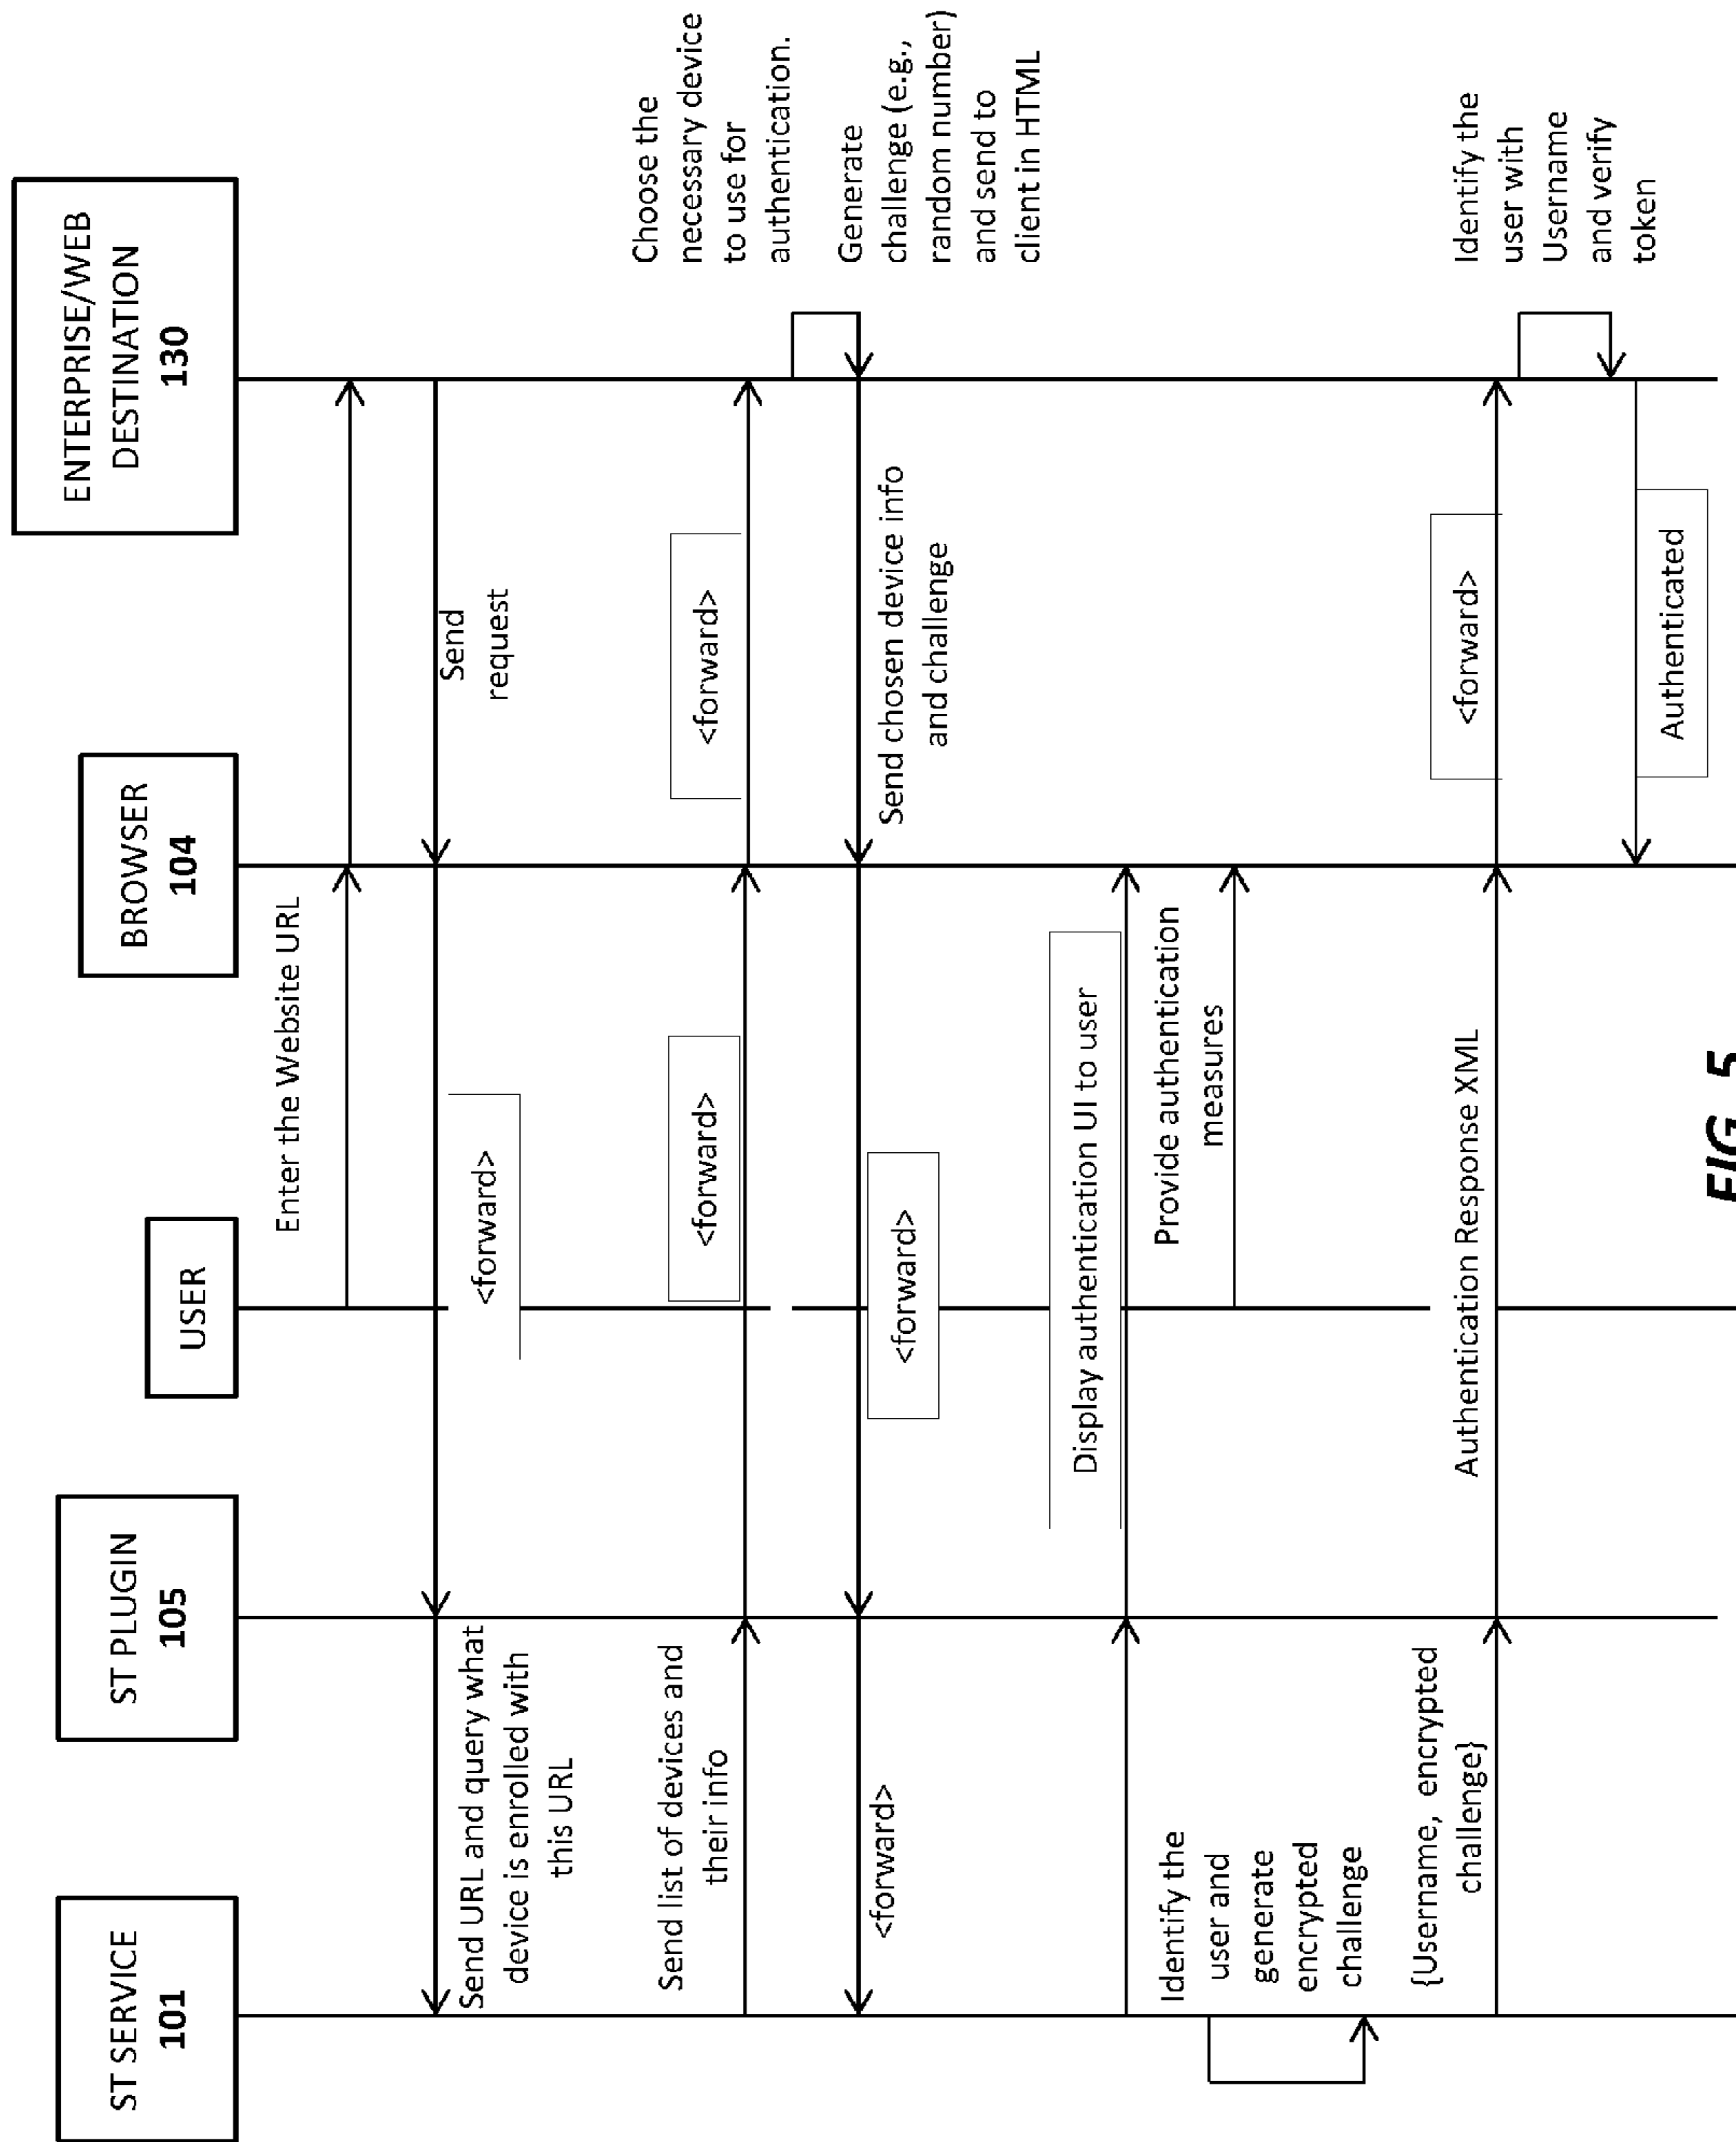 ST SERVICE
101
ST PLUGIN
105
USER
BROWSER
104
ENTERPRISE/WEB
DESTINATION
130
Enter the Website URL
Send
request
<forward>
Send URL and query what
device is enrolled with
this URL
Send list of devices and
their info
<forward>
<forward>
Choose the
necessary device
to use for
authentication.
Generate
challenge (e.g.,
random number)
and send to
client in HTML
Send chosen device info
and challenge
<forward>
<forward>
Display authentication UI to user
Provide authentication
measures
Identify the
user and
generate
encrypted
challenge
{Username, encrypted
challenge}
Authentication Response XML
<forward>
Identify the
user with
Username
and verify
token
Authenticated
FIG. 5